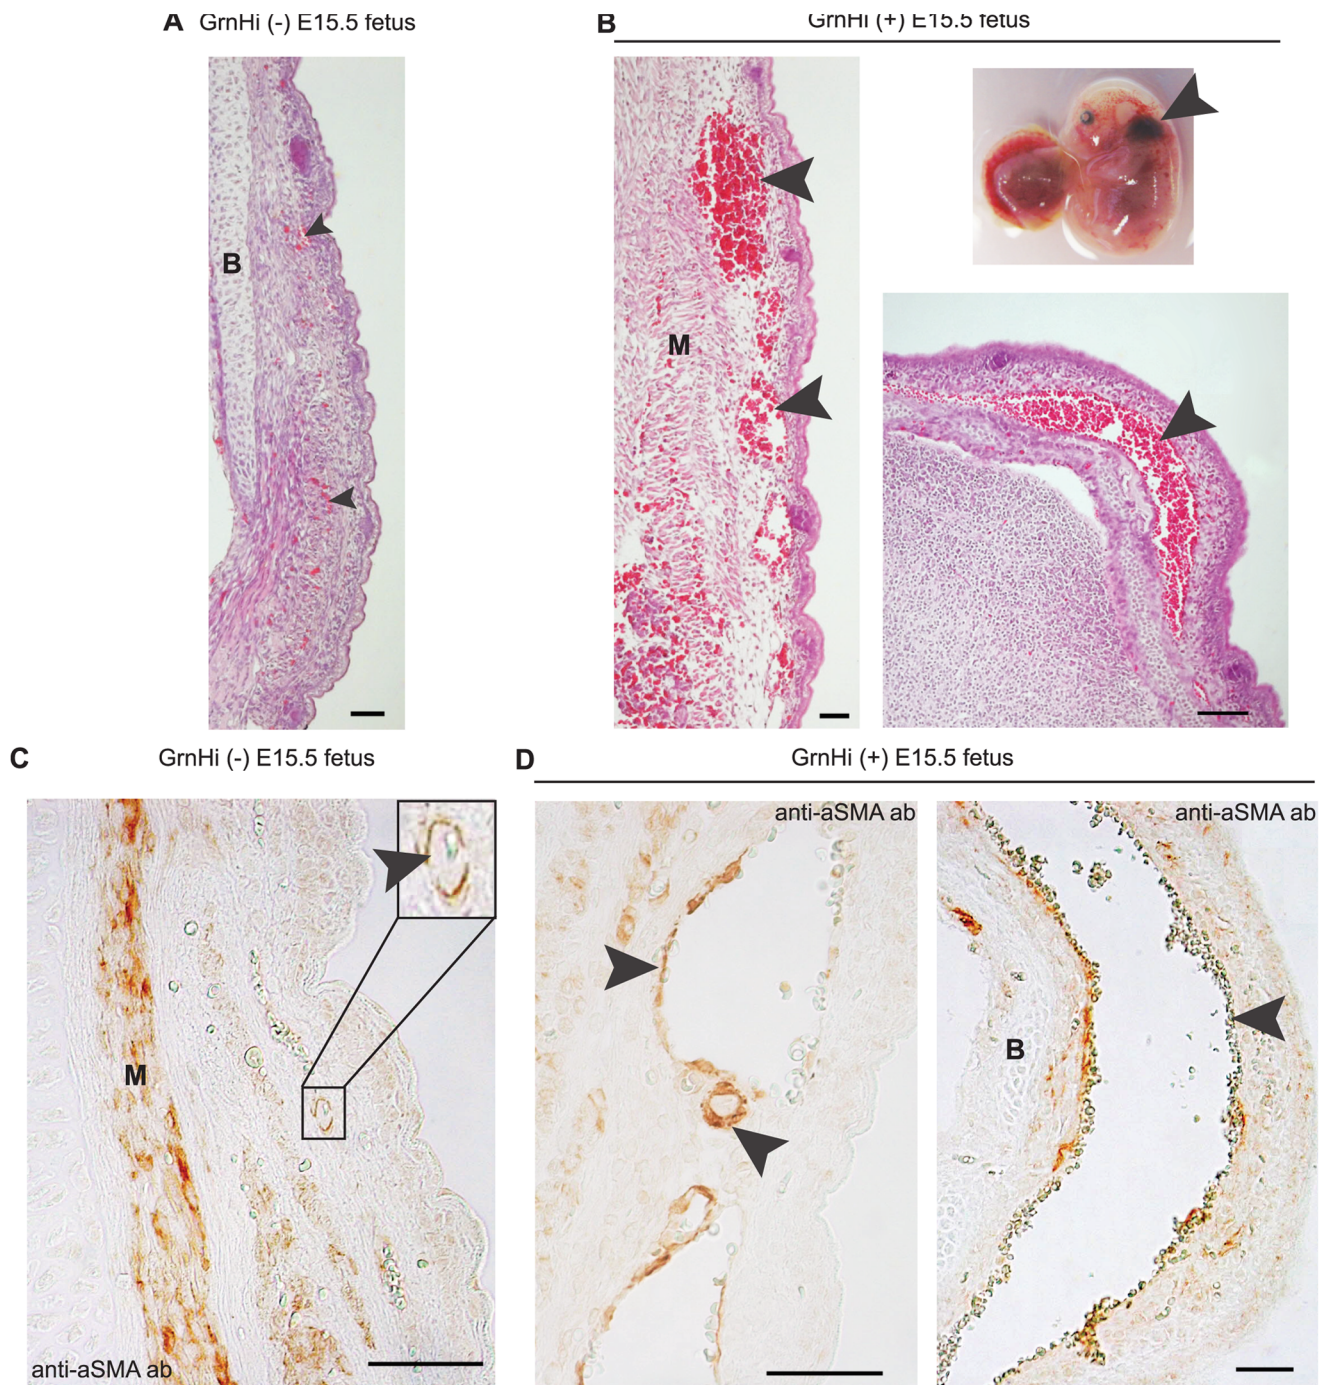 A GrnHi (-) E15.5 fetus
B GrnHi (+) E15.5 fetus
B
M
C GrnHi (-) E15.5 fetus
D GrnHi (+) E15.5 fetus
anti-aSMA ab
anti-aSMA ab
M
B
anti-aSMA ab